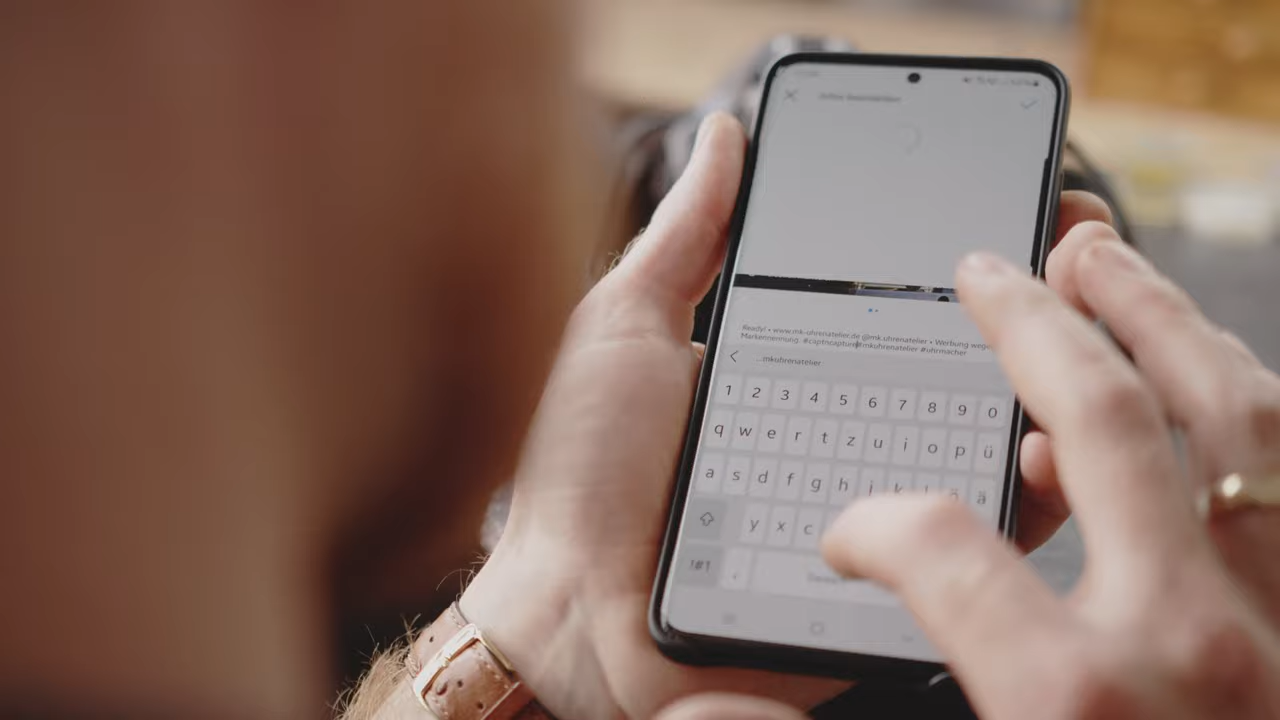 Ready! • www.mk-uhrenatelier.de @mk.uhrenatelier • Werbung
Markennennung. #captncapture#mkuhrenatelier #uhrmacher
...mkuhrenatelier
1 2 3 4 5 6 7 8 9 0
q w e r t z u i o p ü
a s d f g h j k l ö ä
y x c
!#1 ,